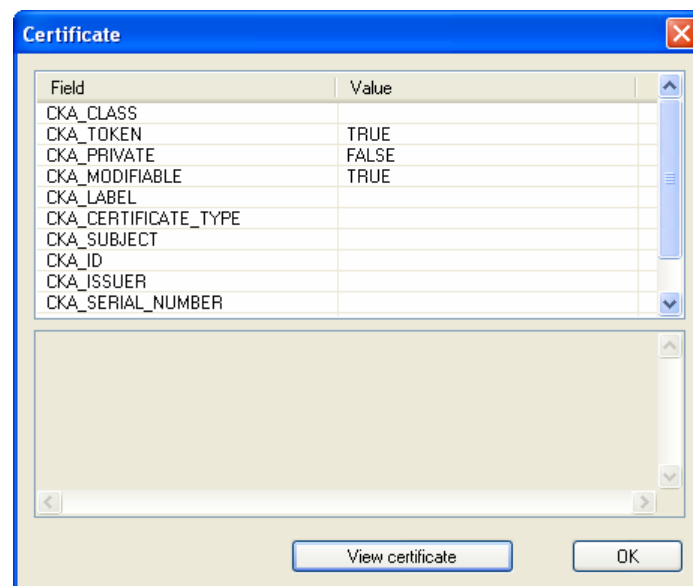 Certificate
Field Value
CKA_CLASS
CKA_TOKEN TRUE
CKA_PRIVATE FALSE
CKA_MODIFIABLE TRUE
CKA_LABEL
CKA_CERTIFICATE_TYPE
CKA_SUBJECT
CKA_ID
CKA_ISSUER
CKA_SERIAL_NUMBER
View certificate OK